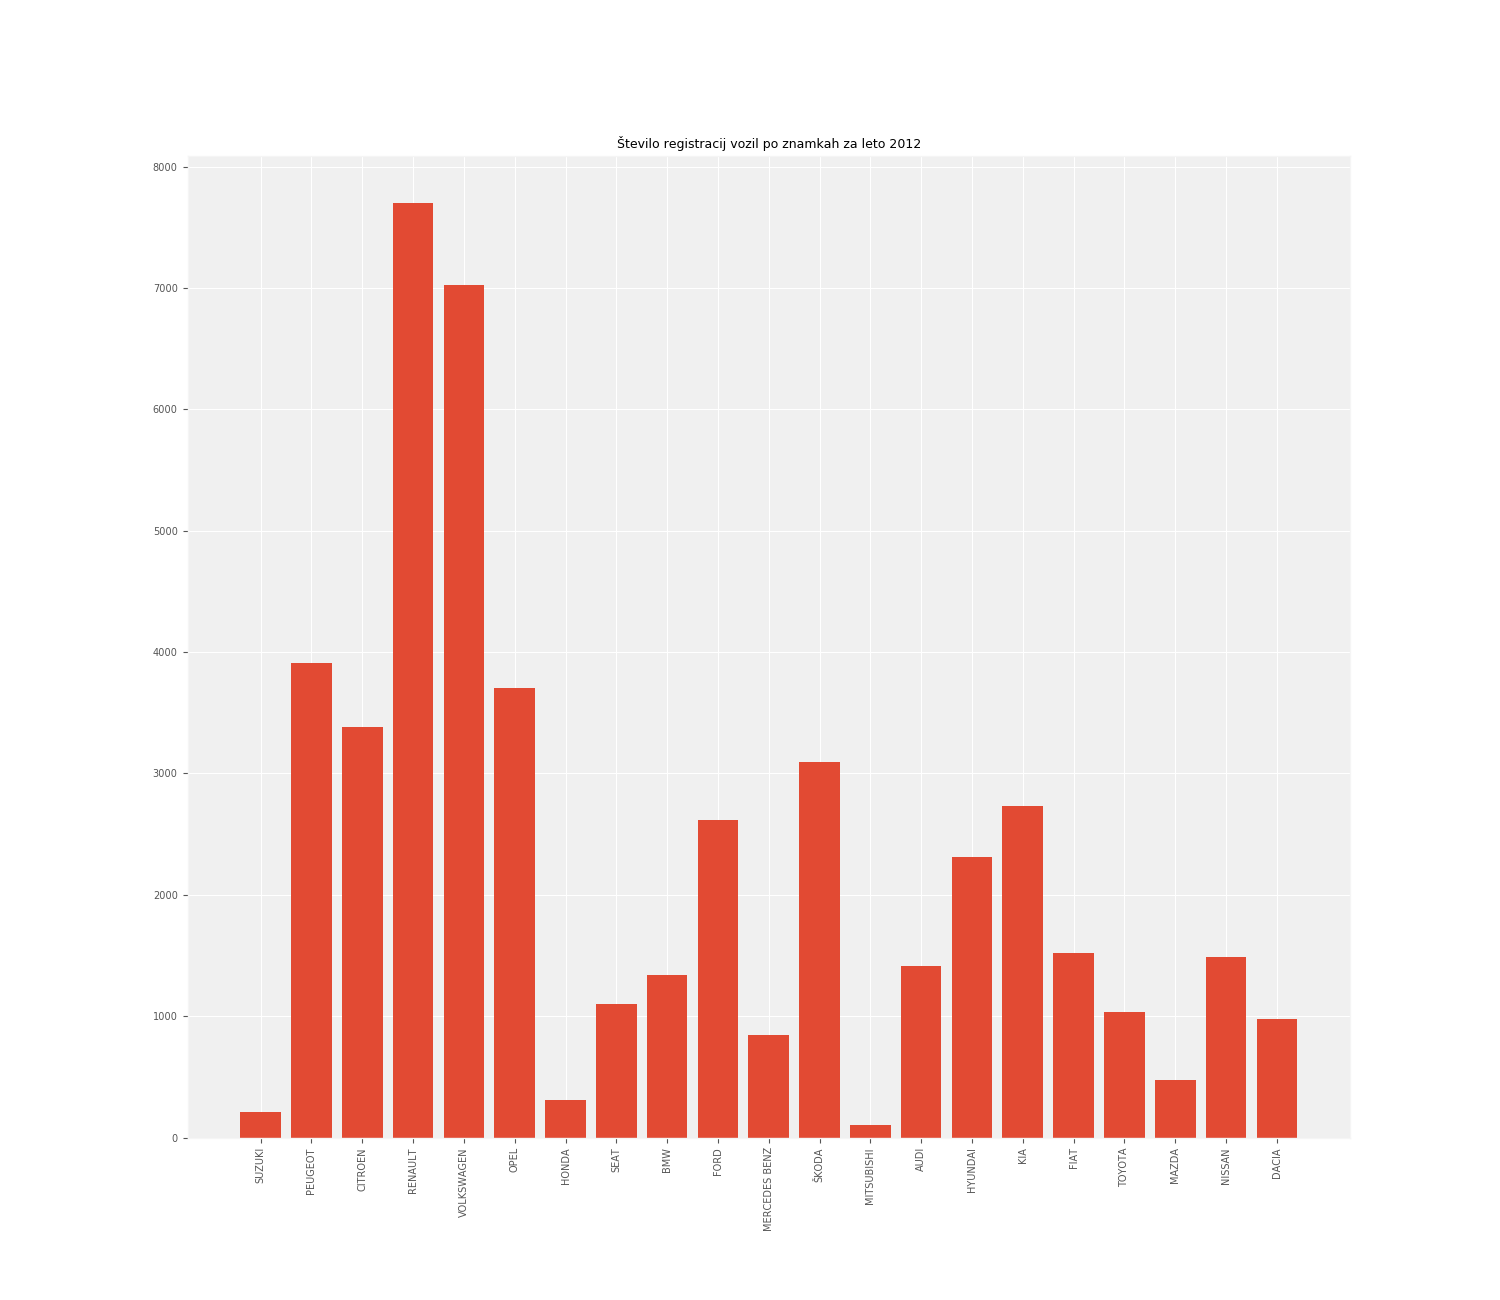 Število registracij vozil po znamkah za leto 2012
8000
7000
6000
5000
4000
3000
2000
1000
0
SUZUKI
PEUGEOT
CITROEN
RENAULT
VOLKSWAGEN
OPEL
HONDA
SEAT
BMW
FORD
MERCEDES BENZ
ŠKODA
MITSUBISHI
AUDI
HYUNDAI
KIA
FIAT
TOYOTA
MAZDA
NISSAN
DACIA